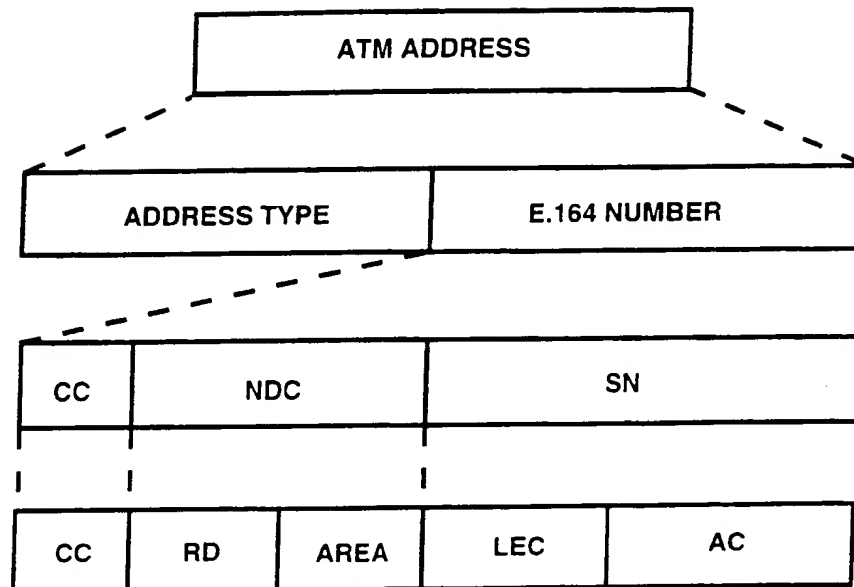 ATM ADDRESS
ADDRESS TYPE E.164 NUMBER
CC NDC SN
CC RD AREA LEC AC